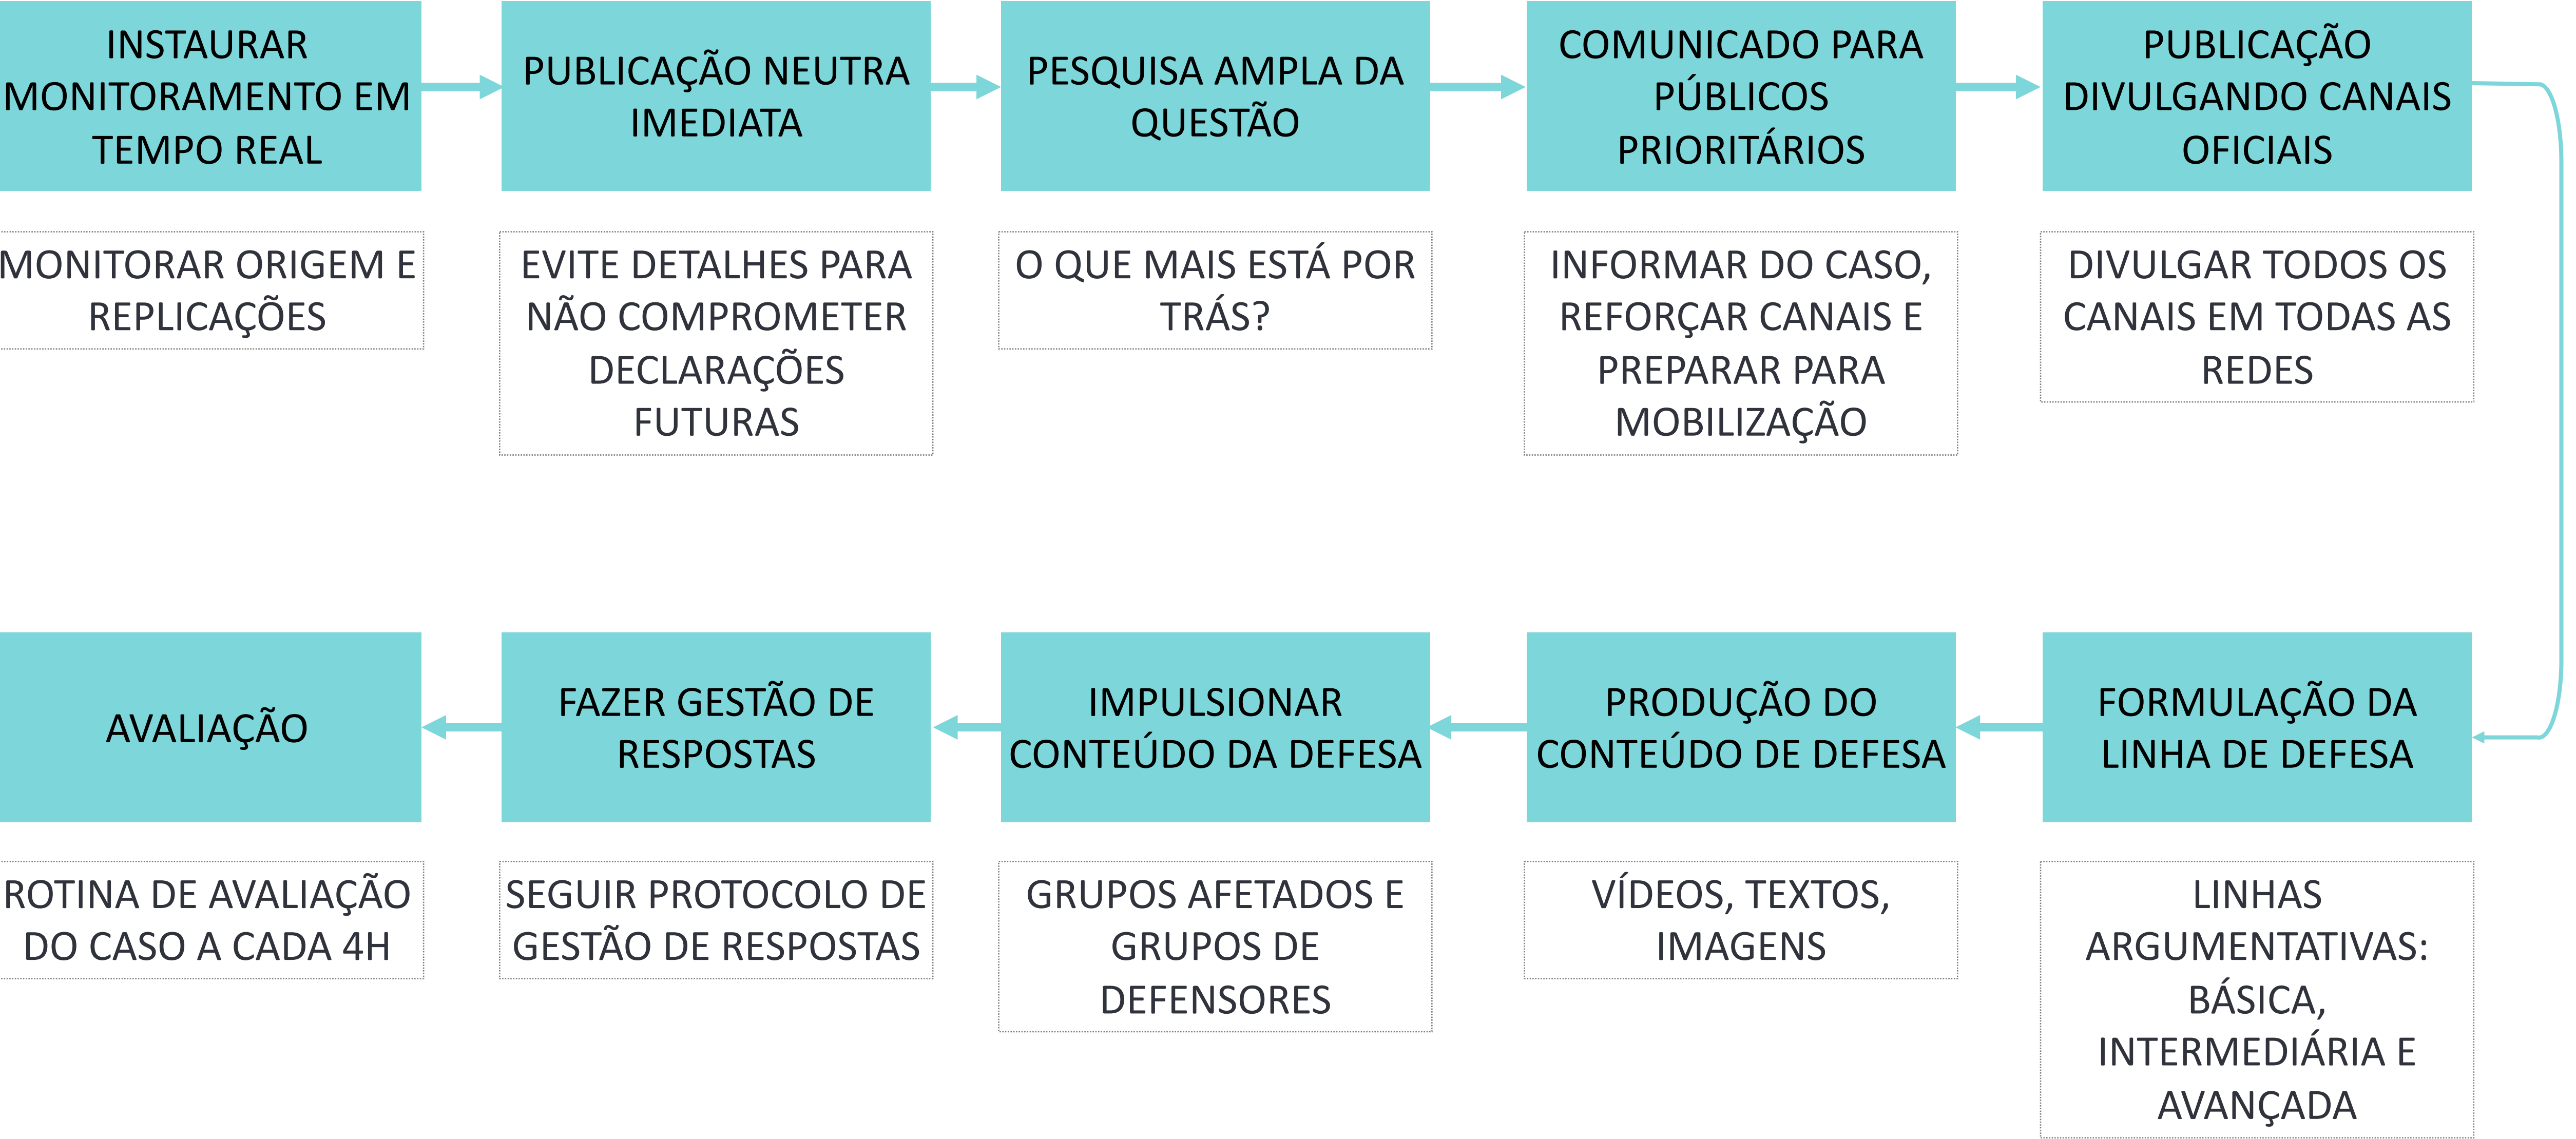 INSTAURAR
MONITORAMENTO EM
TEMPO REAL
PUBLICAÇÃO NEUTRA
IMEDIATA
PESQUISA AMPLA DA
QUESTÃO
COMUNICADO PARA
PÚBLICOS
PRIORITÁRIOS
PUBLICAÇÃO
DIVULGANDO CANAIS
OFICIAIS
MONITORAR ORIGEM E
REPLICAÇÕES
EVITE DETALHES PARA
NÃO COMPROMETER
DECLARAÇÕES
FUTURAS
O QUE MAIS ESTÁ POR
TRÁS?
INFORMAR DO CASO,
REFORÇAR CANAIS E
PREPARAR PARA
MOBILIZAÇÃO
DIVULGAR TODOS OS
CANAIS EM TODAS AS
REDES
AVALIAÇÃO
FAZER GESTÃO DE
RESPOSTAS
IMPULSIONAR
CONTEÚDO DA DEFESA
PRODUÇÃO DO
CONTEÚDO DE DEFESA
FORMULAÇÃO DA
LINHA DE DEFESA
ROTINA DE AVALIAÇÃO
DO CASO A CADA 4H
SEGUIR PROTOCOLO DE
GESTÃO DE RESPOSTAS
GRUPOS AFETADOS E
GRUPOS DE
DEFENSORES
VÍDEOS, TEXTOS,
IMAGENS
LINHAS
ARGUMENTATIVAS:
BÁSICA,
INTERMEDIÁRIA E
AVANÇADA